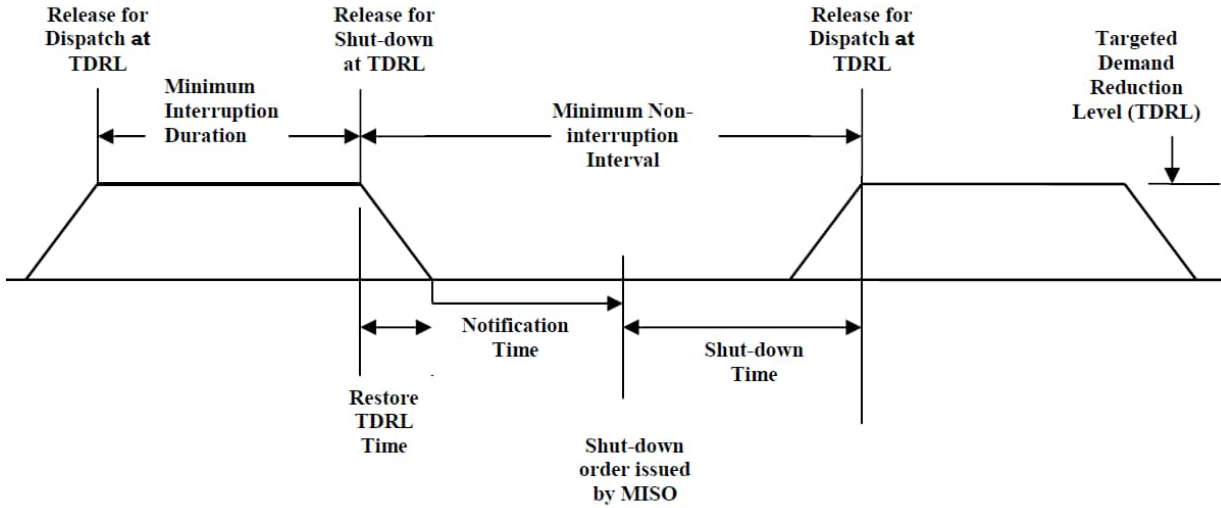 Release for
Dispatch at
TDRL
Release for
Shut-down
at TDRL
Release for
Dispatch at
TDRL
Targeted
Demand
Reduction
Level (TDRL)
Minimum
Interruption
Duration
Minimum Non-
interruption
Interval
Notification
Time
Shut-down
Time
Restore
TDRL
Time
Shut-down
order issued
by MISO